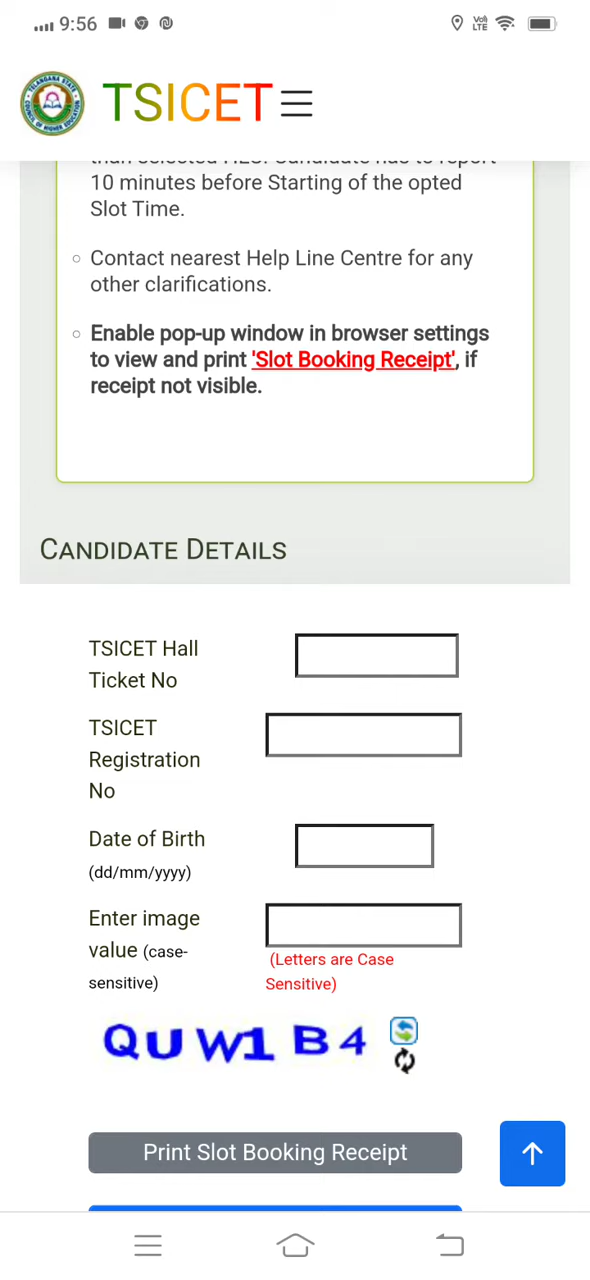 9:56
Vo) LTE
TSICET
10 minutes before Starting of the opted
Slot Time.
Contact nearest Help Line Centre for any
other clarifications.
Enable pop-up window in browser settings
to view and print 'Slot Booking Receipt', if
receipt not visible.
CANDIDATE DETAILS
TSICET Hall
Ticket No
TSICET
Registration
No
Date of Birth
(dd/mm/yyyy)
Enter image
value (case-
sensitive)
(Letters are Case
Sensitive)
QUW1B4
Print Slot Booking Receipt